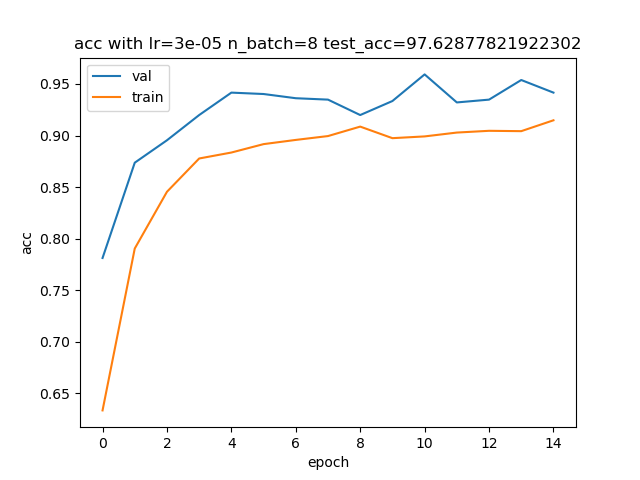 acc with lr=3e-05 n_batch=8 test_acc=97.62877821922302
val
train
0.95
0.90
0.85
0.80
0.75
0.70
0.65
acc
0 2 4 6 8 10 12 14
epoch